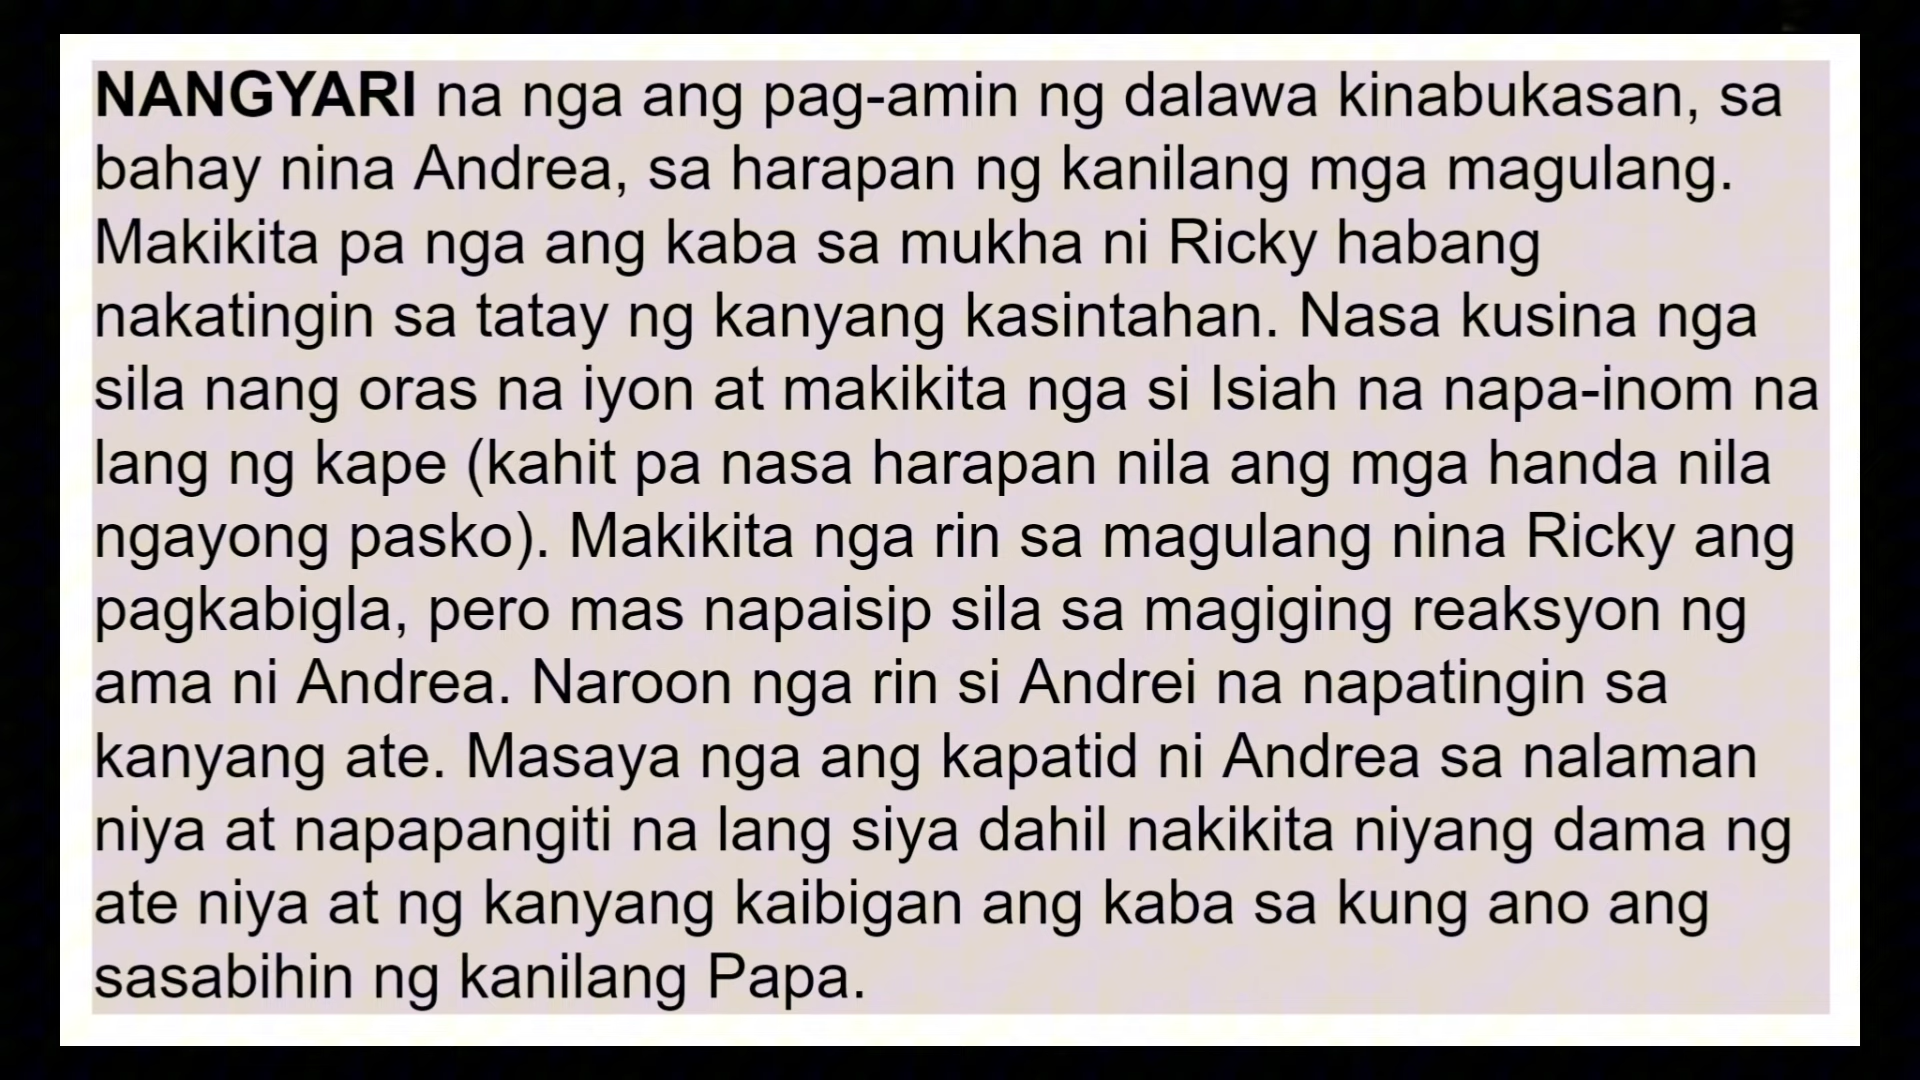 NANGYARI na nga ang pag-amin ng dalawa kinabukasan, sa
bahay nina Andrea, sa harapan ng kanilang mga magulang.
Makikita pa nga ang kaba sa mukha ni Ricky habang
nakatingin sa tatay ng kanyang kasintahan. Nasa kusina nga
sila nang oras na iyon at makikita nga si Isiah na napa-inom na
lang ng kape (kahit pa nasa harapan nila ang mga handa nila
ngayong pasko). Makikita nga rin sa magulang nina Ricky ang
pagkabigla, pero mas napaisip sila sa magiging reaksyon ng
ama ni Andrea. Naroon nga rin si Andrei na napatingin sa
kanyang ate. Masaya nga ang kapatid ni Andrea sa nalaman
niya at napapangiti na lang siya dahil nakikita niyang dama ng
ate niya at ng kanyang kaibigan ang kaba sa kung ano ang
sasabihin ng kanilang Papa.